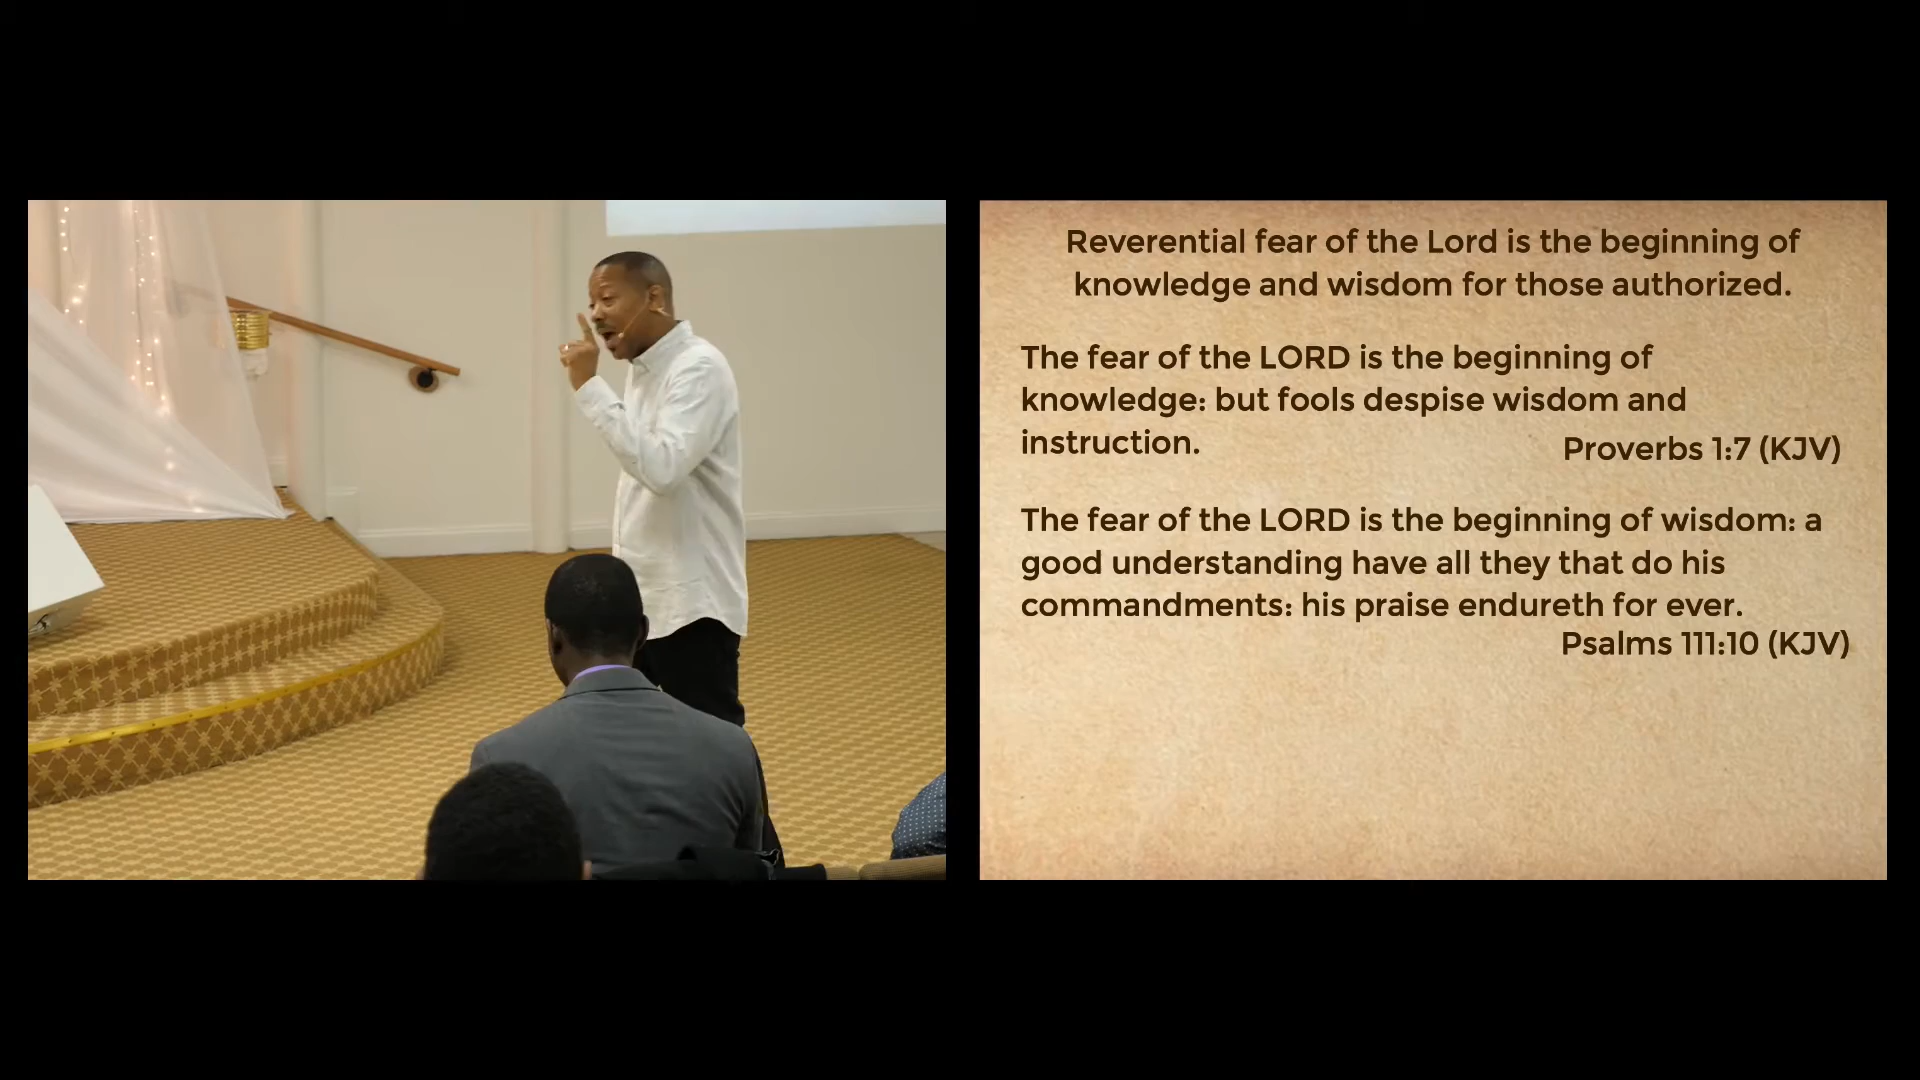 Reverential fear of the Lord is the beginning of
knowledge and wisdom for those authorized.
The fear of the LORD is the beginning of
knowledge: but fools despise wisdom and
instruction.
Proverbs 1:7 (KJV)
The fear of the LORD is the beginning of wisdom: a
good understanding have all they that do his
commandments: his praise endureth for ever.
Psalms 111:10 (KJV)